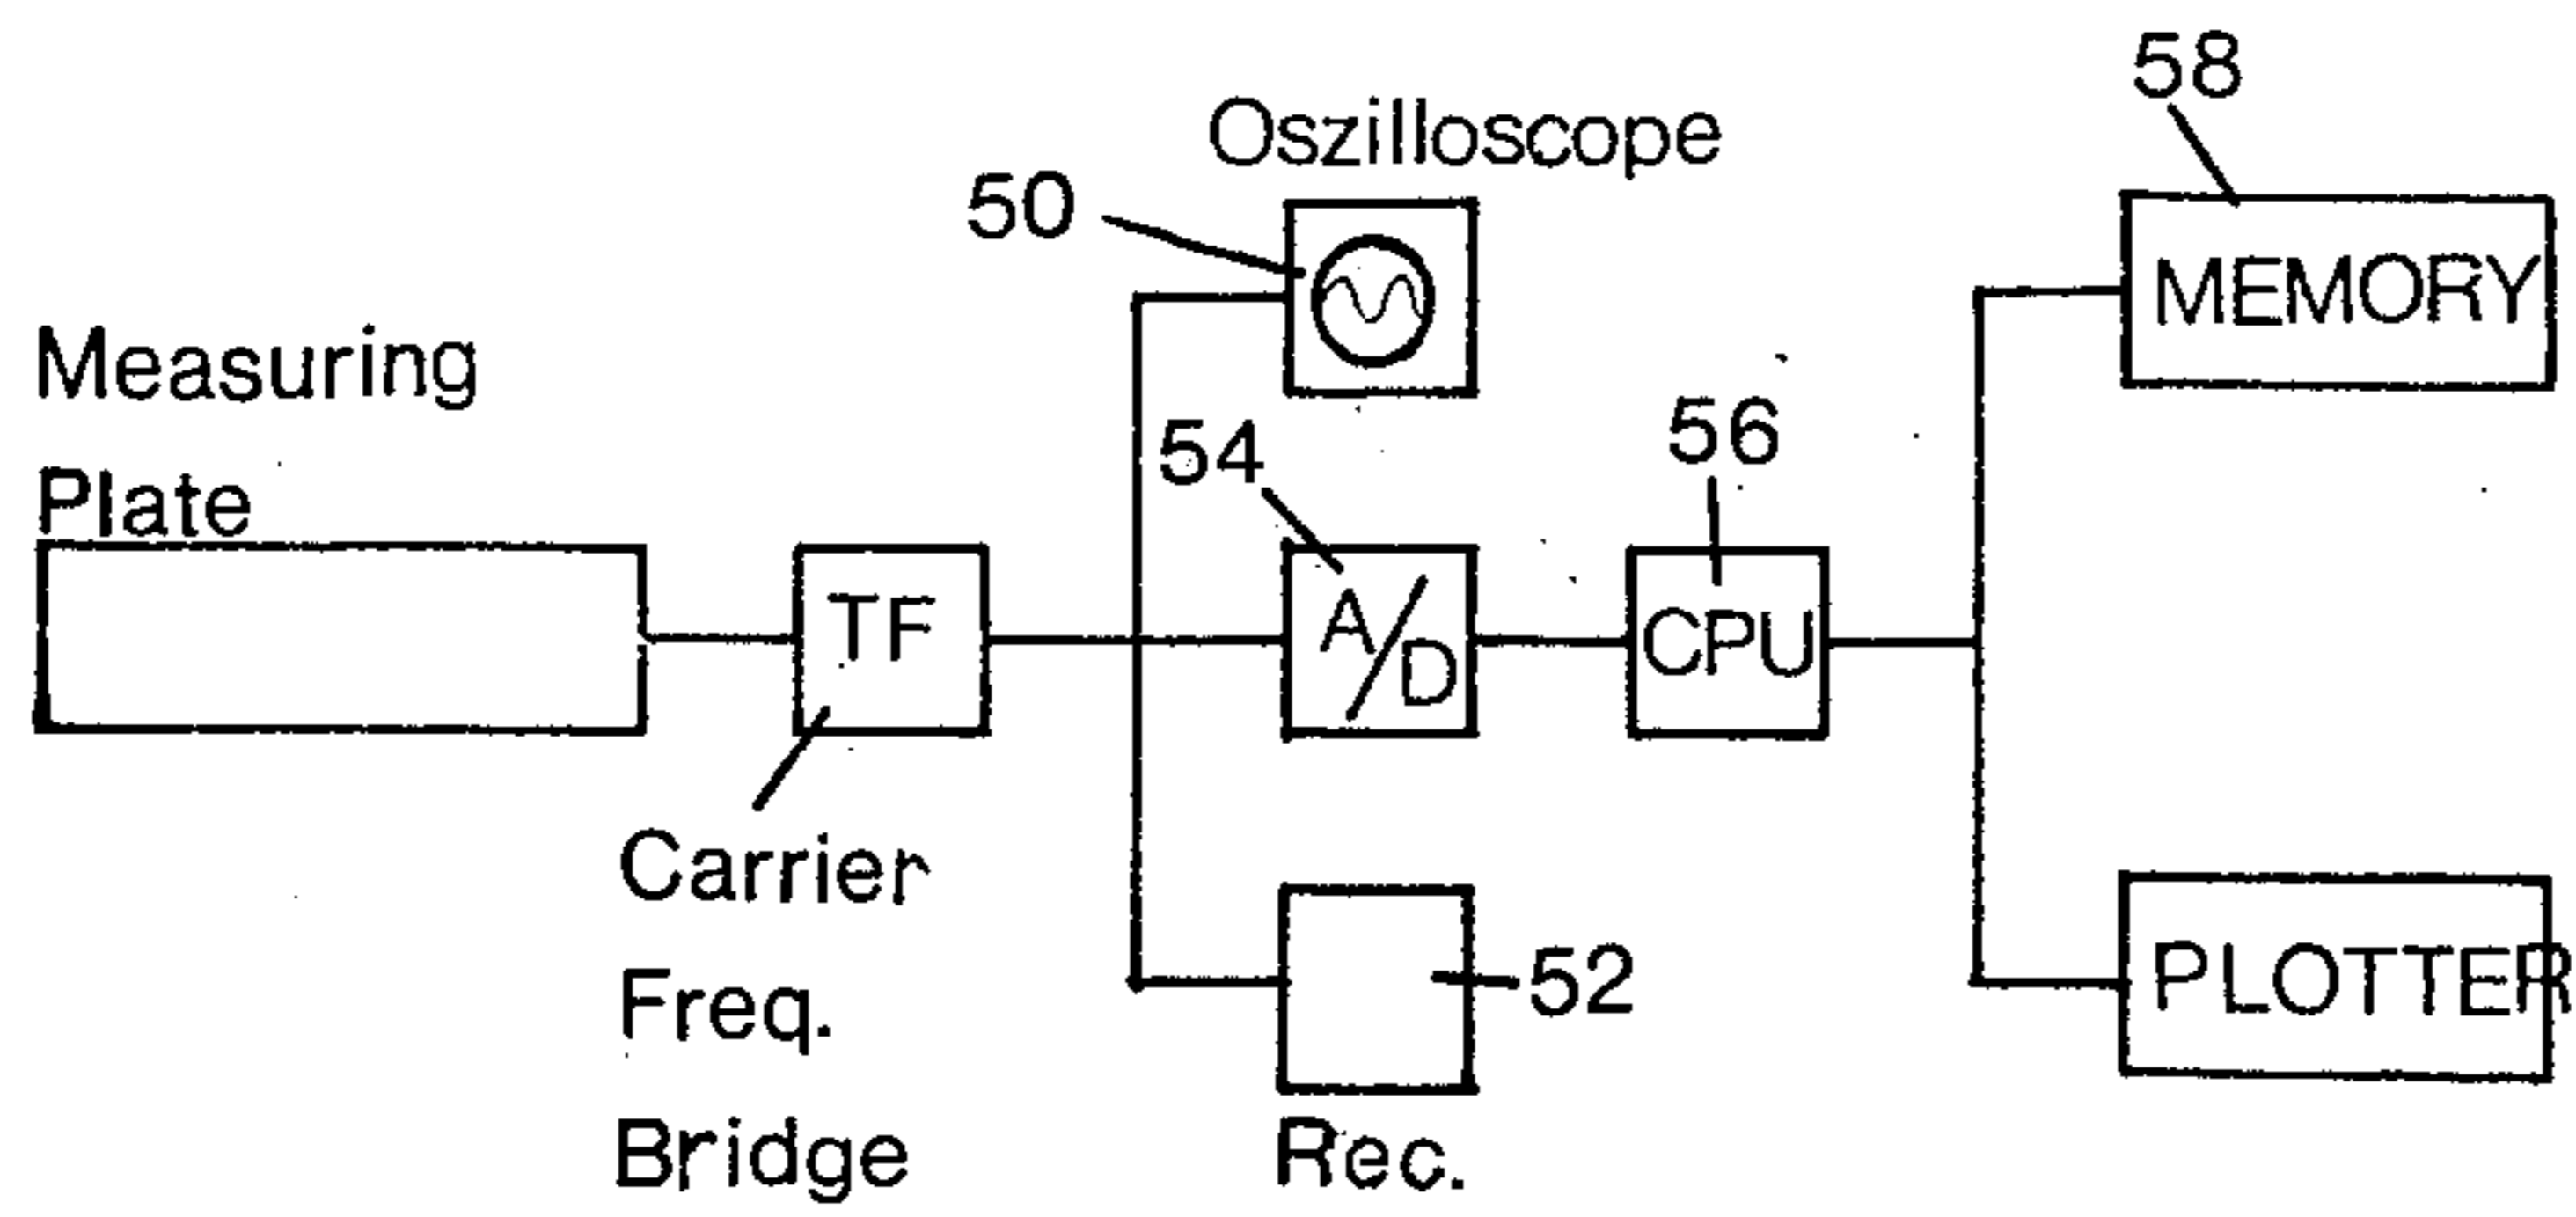 58
Oszilloscope
50
MEMORY
Measuring
Plate
54
56
TF
A/D
CPU
Carrier
Freq.
Bridge
52
Rec.
PLOTTER